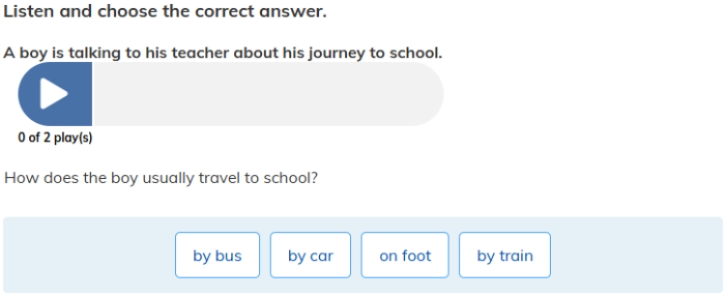 Listen and choose the correct answer.
A boy is talking to his teacher about his journey to school.
0 of 2 play(s)
How does the boy usually travel to school?
by bus by car on foot by train